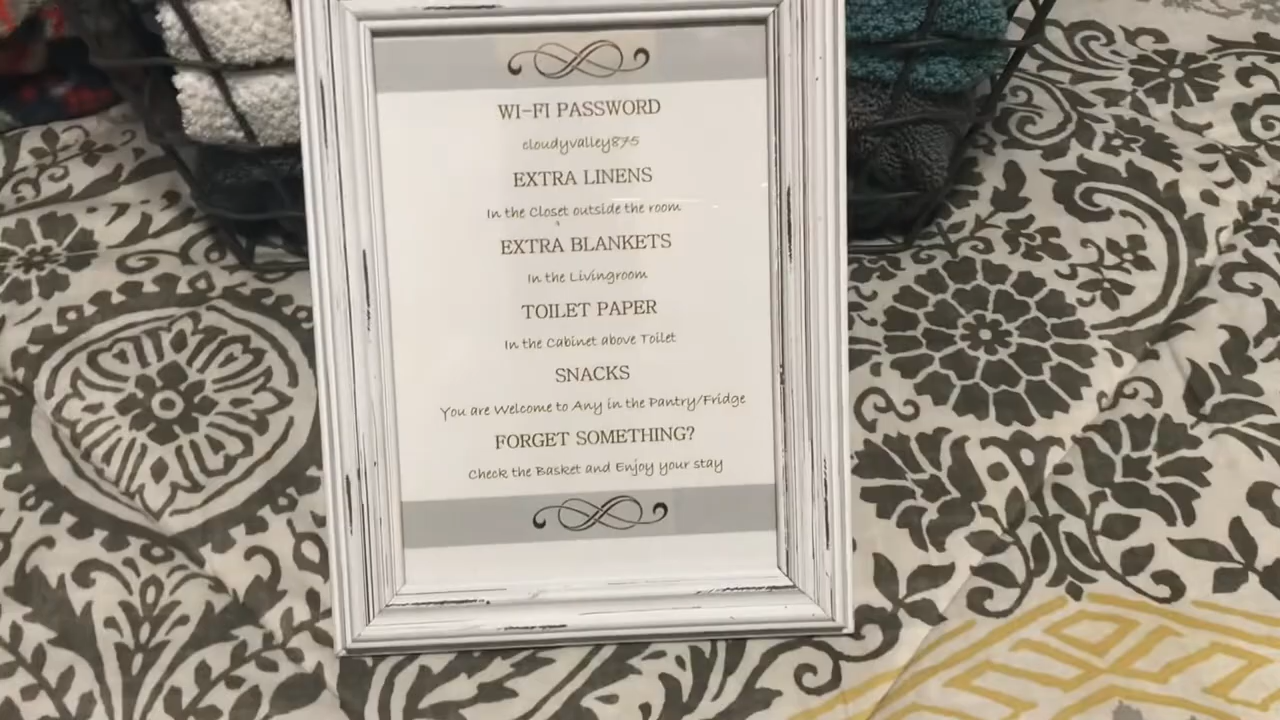 WI-FI PASSWORD
cloudyvalley875
EXTRA LINENS
In the Closet outside the room
EXTRA BLANKETS
In the Livingroom
TOILET PAPER
In the Cabinet above Toilet
SNACKS
You are Welcome to Any in the Pantry/Fridge
FORGET SOMETHING?
Check the Basket and Enjoy your stay